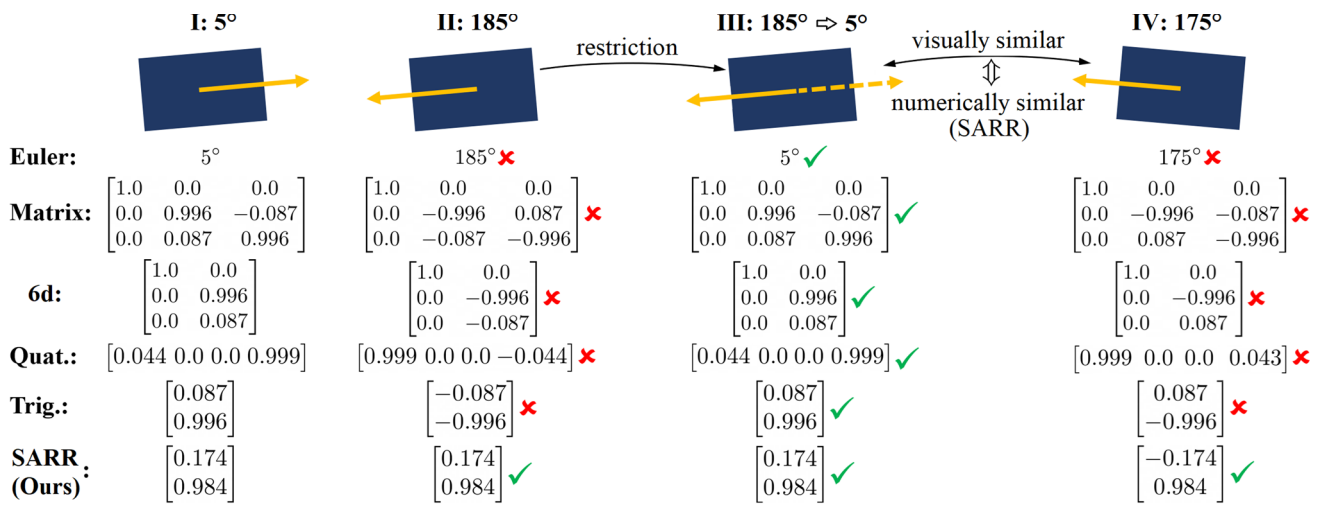 I: 5° II: 185° III: 185° ⇨ 5° IV: 175°
restriction
visually similar
⇕
numerically similar
(SARR)
Euler: 5° 185° ✘ 5° ✓ 175° ✘
Matrix: [1.0 0.0 0.0 [1.0 0.0 0.0 [1.0 0.0 0.0 [1.0 0.0 0.0
0.0 0.996 −0.087 0.0 −0.996 0.087 ✘ 0.0 0.996 −0.087 ✓ 0.0 −0.996 −0.087 ✘
0.0 0.087 0.996] 0.0 −0.087 −0.996] 0.0 0.087 0.996] 0.0 0.087 −0.996]
6d: [1.0 0.0 [1.0 0.0 [1.0 0.0 [1.0 0.0
0.0 0.996 0.0 −0.996 ✘ 0.0 0.996 ✓ 0.0 −0.996 ✘
0.0 0.087] 0.0 −0.087] 0.0 0.087] 0.0 0.087]
Quat.: [0.044 0.0 0.0 0.999] [0.999 0.0 0.0 −0.044] ✘ [0.044 0.0 0.0 0.999] ✓ [0.999 0.0 0.0 0.043] ✘
Trig.: [0.087 [−0.087 [0.087 [0.087
0.996] −0.996] ✘ 0.996] ✓ −0.996] ✘
SARR [0.174 [0.174 [0.174 [−0.174
(Ours): 0.984] 0.984] ✓ 0.984] ✓ 0.984] ✓